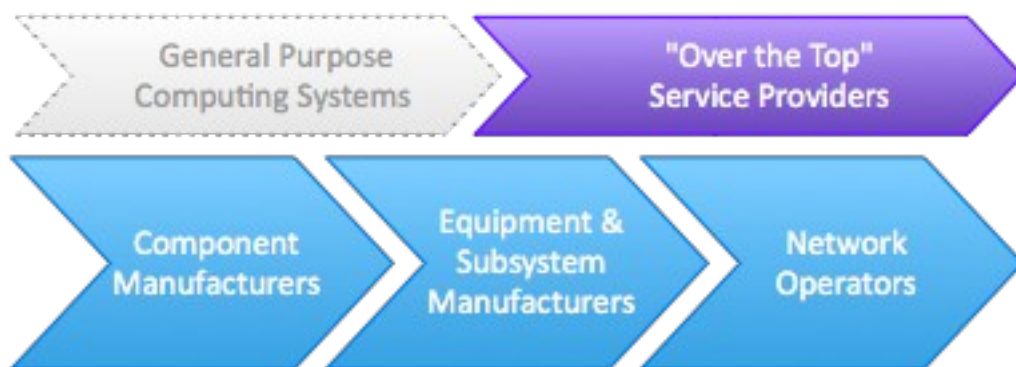 General Purpose
Computing Systems
"Over the Top"
Service Providers
Component
Manufacturers
Equipment &
Subsystem
Manufacturers
Network
Operators